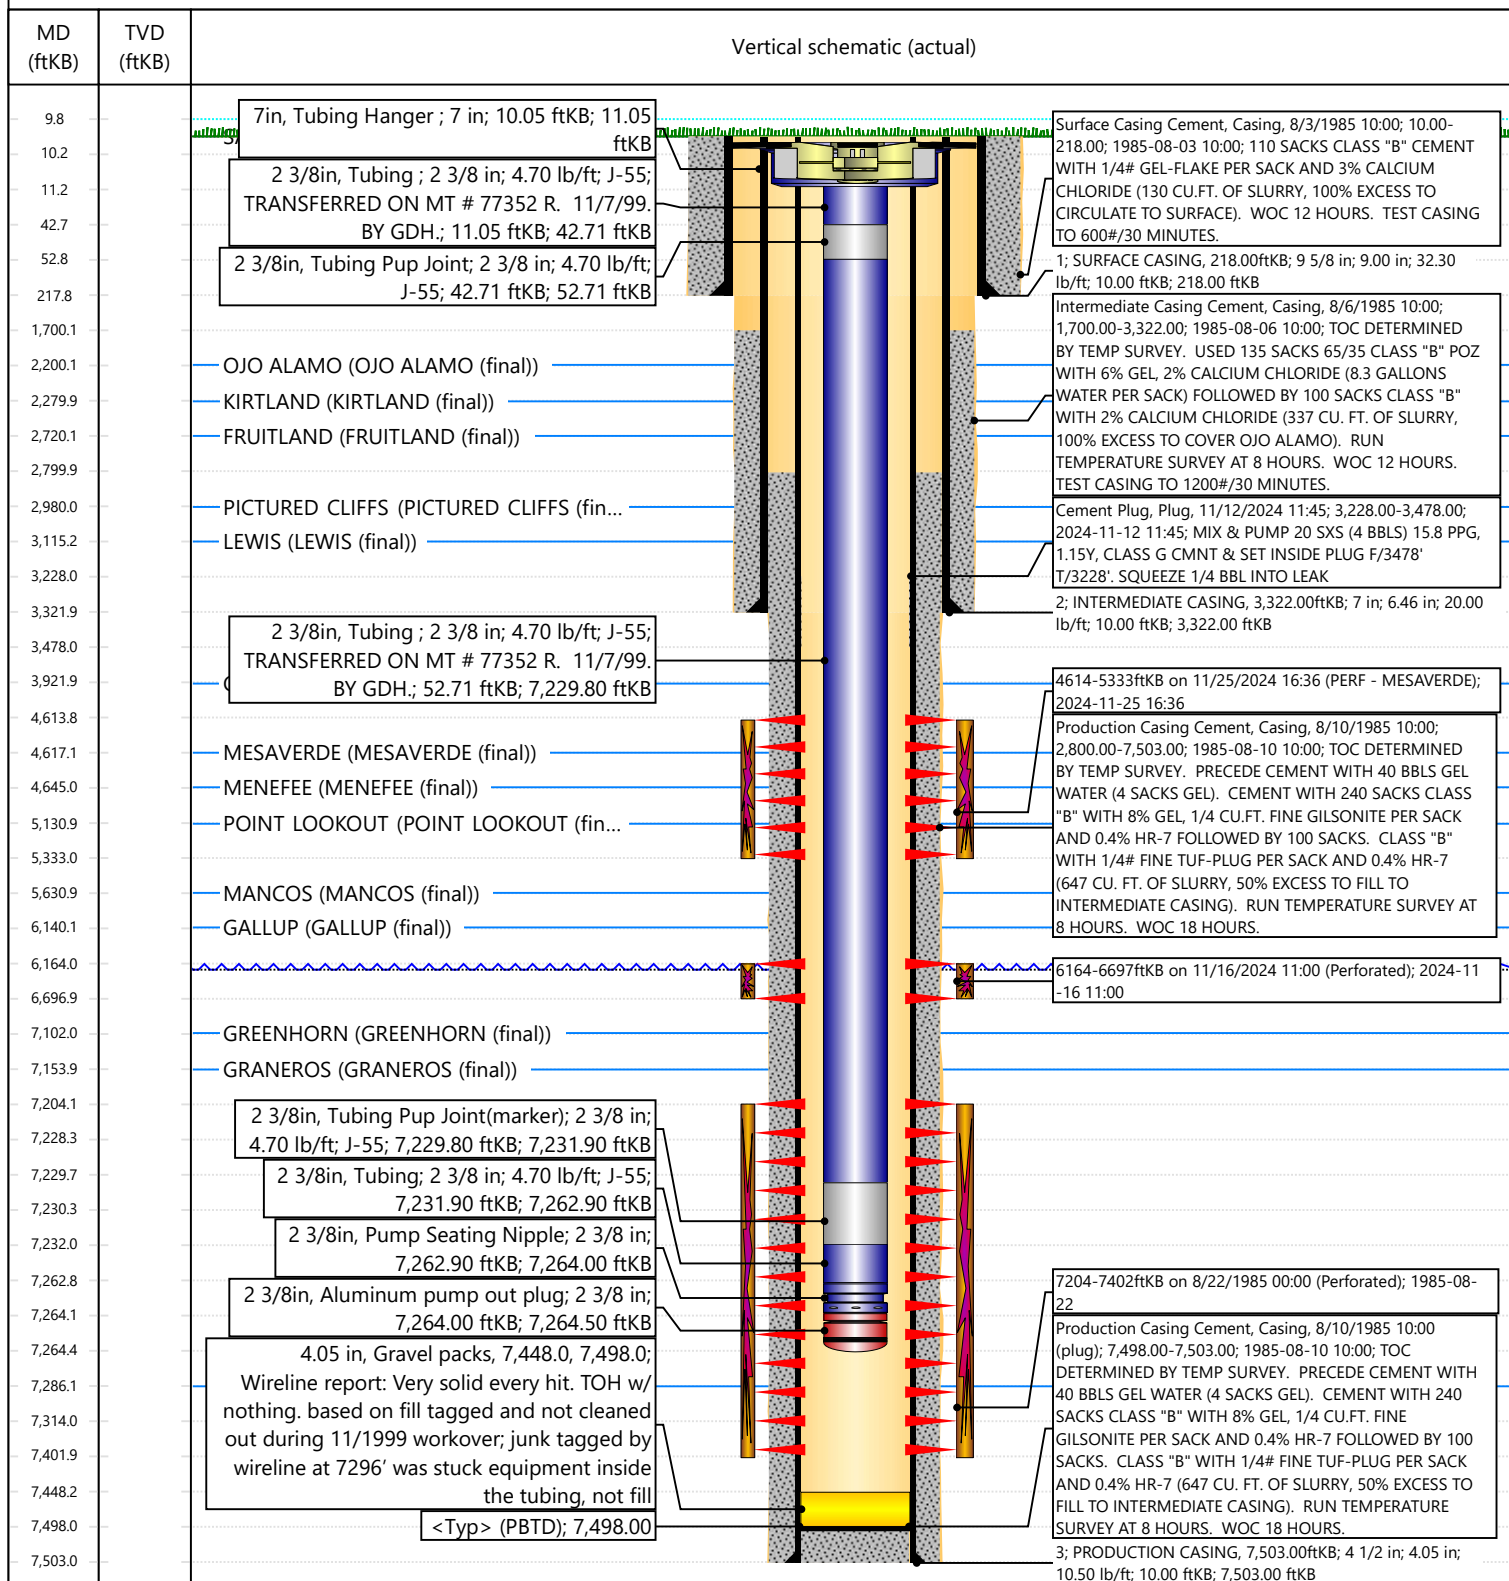 MD
(ftKB)
TVD
(ftKB)
Vertical schematic (actual)
9.8
10.2
11.2
42.7
52.8
217.8
1,700.1
2,200.1
2,279.9
2,720.1
2,799.9
2,980.0
3,115.2
3,228.0
3,321.9
3,478.0
3,921.9
4,613.8
4,617.1
4,645.0
5,130.9
5,333.0
5,630.9
6,140.1
6,164.0
6,696.9
7,102.0
7,153.9
7,204.1
7,228.3
7,229.7
7,230.3
7,232.0
7,262.8
7,264.1
7,264.4
7,286.1
7,314.0
7,401.9
7,448.2
7,498.0
7,503.0
7in, Tubing Hanger ; 7 in; 10.05 ftKB; 11.05
ftKB
2 3/8in, Tubing ; 2 3/8 in; 4.70 lb/ft; J-55;
TRANSFERRED ON MT # 77352 R.  11/7/99.
BY GDH.; 11.05 ftKB; 42.71 ftKB
2 3/8in, Tubing Pup Joint; 2 3/8 in; 4.70 lb/ft;
J-55; 42.71 ftKB; 52.71 ftKB
OJO ALAMO (OJO ALAMO (final))
KIRTLAND (KIRTLAND (final))
FRUITLAND (FRUITLAND (final))
PICTURED CLIFFS (PICTURED CLIFFS (fin...
LEWIS (LEWIS (final))
2 3/8in, Tubing ; 2 3/8 in; 4.70 lb/ft; J-55;
TRANSFERRED ON MT # 77352 R.  11/7/99.
BY GDH.; 52.71 ftKB; 7,229.80 ftKB
MESAVERDE (MESAVERDE (final))
MENEFEE (MENEFEE (final))
POINT LOOKOUT (POINT LOOKOUT (fin...
MANCOS (MANCOS (final))
GALLUP (GALLUP (final))
GREENHORN (GREENHORN (final))
GRANEROS (GRANEROS (final))
2 3/8in, Tubing Pup Joint(marker); 2 3/8 in;
4.70 lb/ft; J-55; 7,229.80 ftKB; 7,231.90 ftKB
2 3/8in, Tubing; 2 3/8 in; 4.70 lb/ft; J-55;
7,231.90 ftKB; 7,262.90 ftKB
2 3/8in, Pump Seating Nipple; 2 3/8 in;
7,262.90 ftKB; 7,264.00 ftKB
2 3/8in, Aluminum pump out plug; 2 3/8 in;
7,264.00 ftKB; 7,264.50 ftKB
4.05 in, Gravel packs, 7,448.0, 7,498.0;
Wireline report: Very solid every hit. TOH w/
nothing. based on fill tagged and not cleaned
out during 11/1999 workover; junk tagged by
wireline at 7296' was stuck equipment inside
the tubing, not fill
<Typ> (PBTD); 7,498.00
Surface Casing Cement, Casing, 8/3/1985 10:00; 10.00-
218.00; 1985-08-03 10:00; 110 SACKS CLASS "B" CEMENT
WITH 1/4# GEL-FLAKE PER SACK AND 3% CALCIUM
CHLORIDE (130 CU.FT. OF SLURRY, 100% EXCESS TO
CIRCULATE TO SURFACE).  WOC 12 HOURS.  TEST CASING
TO 600#/30 MINUTES.
1; SURFACE CASING, 218.00ftKB; 9 5/8 in; 9.00 in; 32.30
lb/ft; 10.00 ftKB; 218.00 ftKB
Intermediate Casing Cement, Casing, 8/6/1985 10:00;
1,700.00-3,322.00; 1985-08-06 10:00; TOC DETERMINED
BY TEMP SURVEY.  USED 135 SACKS 65/35 CLASS "B" POZ
WITH 6% GEL, 2% CALCIUM CHLORIDE (8.3 GALLONS
WATER PER SACK) FOLLOWED BY 100 SACKS CLASS "B"
WITH 2% CALCIUM CHLORIDE (337 CU. FT. OF SLURRY,
100% EXCESS TO COVER OJO ALAMO).  RUN
TEMPERATURE SURVEY AT 8 HOURS.  WOC 12 HOURS.
TEST CASING TO 1200#/30 MINUTES.
Cement Plug, Plug, 11/12/2024 11:45; 3,228.00-3,478.00;
2024-11-12 11:45; MIX & PUMP 20 SXS (4 BBLS) 15.8 PPG,
1.15Y, CLASS G CMNT & SET INSIDE PLUG F/3478'
T/3228'. SQUEEZE 1/4 BBL INTO LEAK
2; INTERMEDIATE CASING, 3,322.00ftKB; 7 in; 6.46 in; 20.00
lb/ft; 10.00 ftKB; 3,322.00 ftKB
4614-5333ftKB on 11/25/2024 16:36 (PERF - MESAVERDE);
2024-11-25 16:36
Production Casing Cement, Casing, 8/10/1985 10:00;
2,800.00-7,503.00; 1985-08-10 10:00; TOC DETERMINED
BY TEMP SURVEY.  PRECEDE CEMENT WITH 40 BBLS GEL
WATER (4 SACKS GEL).  CEMENT WITH 240 SACKS CLASS
"B" WITH 8% GEL, 1/4 CU.FT. FINE GILSONITE PER SACK
AND 0.4% HR-7 FOLLOWED BY 100 SACKS.  CLASS "B"
WITH 1/4# FINE TUF-PLUG PER SACK AND 0.4% HR-7
(647 CU. FT. OF SLURRY, 50% EXCESS TO FILL TO
INTERMEDIATE CASING).  RUN TEMPERATURE SURVEY AT
8 HOURS.  WOC 18 HOURS.
6164-6697ftKB on 11/16/2024 11:00 (Perforated); 2024-11
-16 11:00
7204-7402ftKB on 8/22/1985 00:00 (Perforated); 1985-08-
22
Production Casing Cement, Casing, 8/10/1985 10:00
(plug); 7,498.00-7,503.00; 1985-08-10 10:00; TOC
DETERMINED BY TEMP SURVEY.  PRECEDE CEMENT WITH
40 BBLS GEL WATER (4 SACKS GEL).  CEMENT WITH 240
SACKS CLASS "B" WITH 8% GEL, 1/4 CU.FT. FINE
GILSONITE PER SACK AND 0.4% HR-7 FOLLOWED BY 100
SACKS.  CLASS "B" WITH 1/4# FINE TUF-PLUG PER SACK
AND 0.4% HR-7 (647 CU. FT. OF SLURRY, 50% EXCESS TO
FILL TO INTERMEDIATE CASING).  RUN TEMPERATURE
SURVEY AT 8 HOURS.  WOC 18 HOURS.
3; PRODUCTION CASING, 7,503.00ftKB; 4 1/2 in; 4.05 in;
10.50 lb/ft; 10.00 ftKB; 7,503.00 ftKB